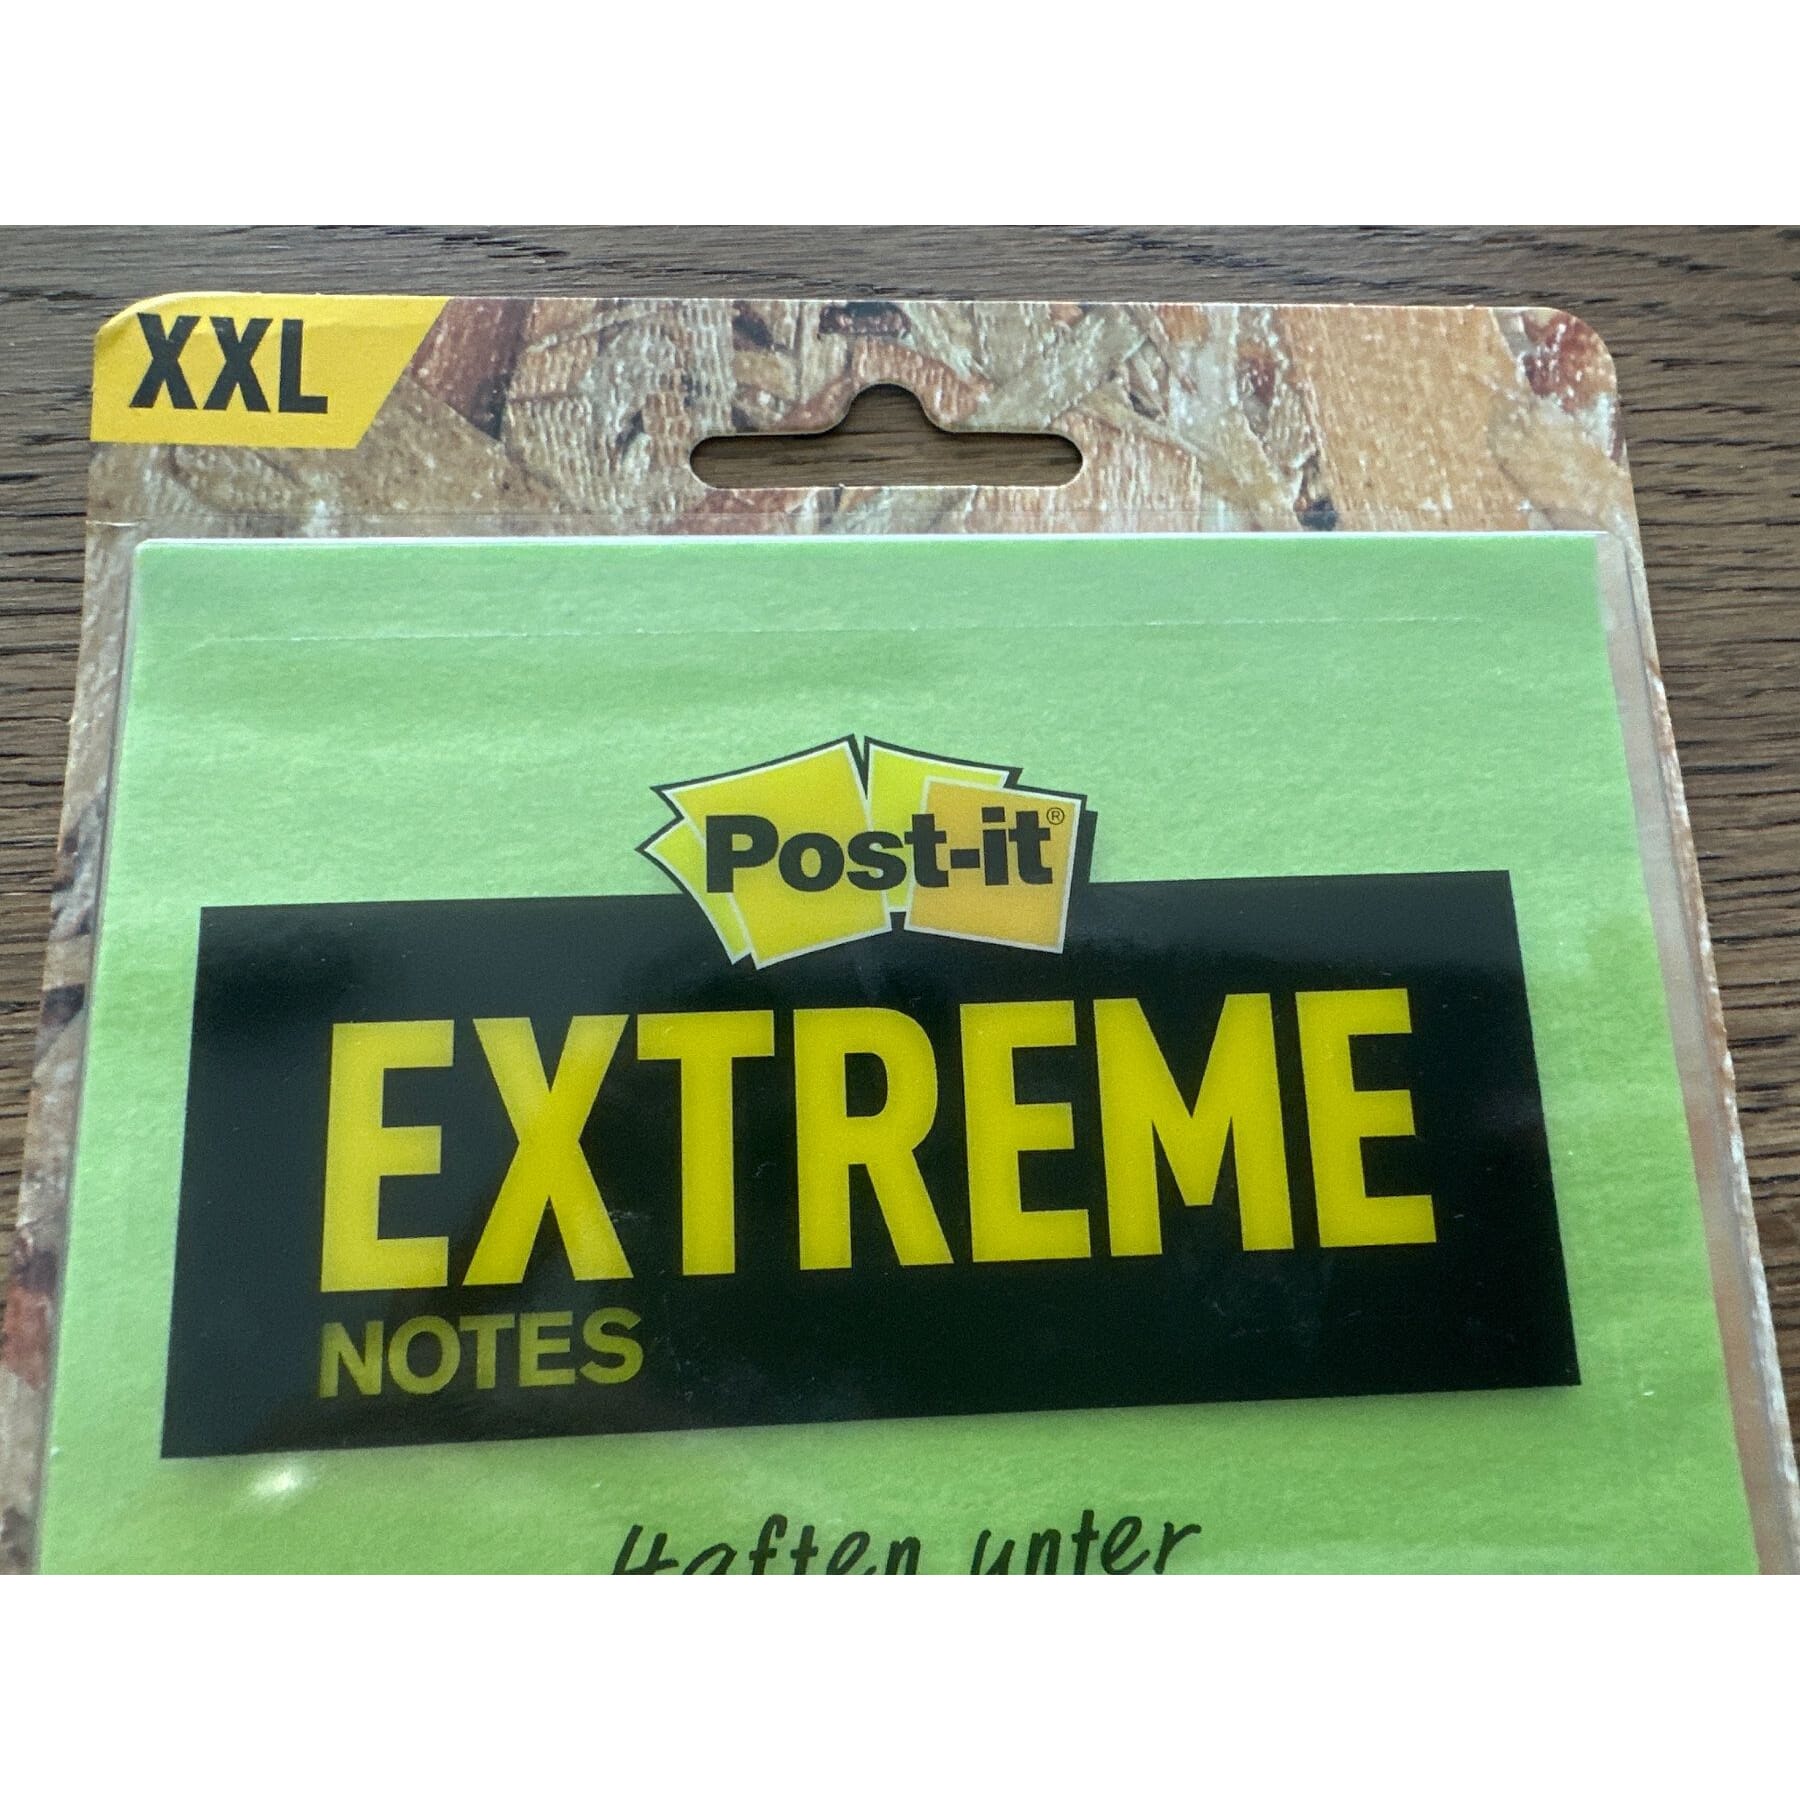 XXL
Post-it®
EXTREME
NOTES
Haften unter